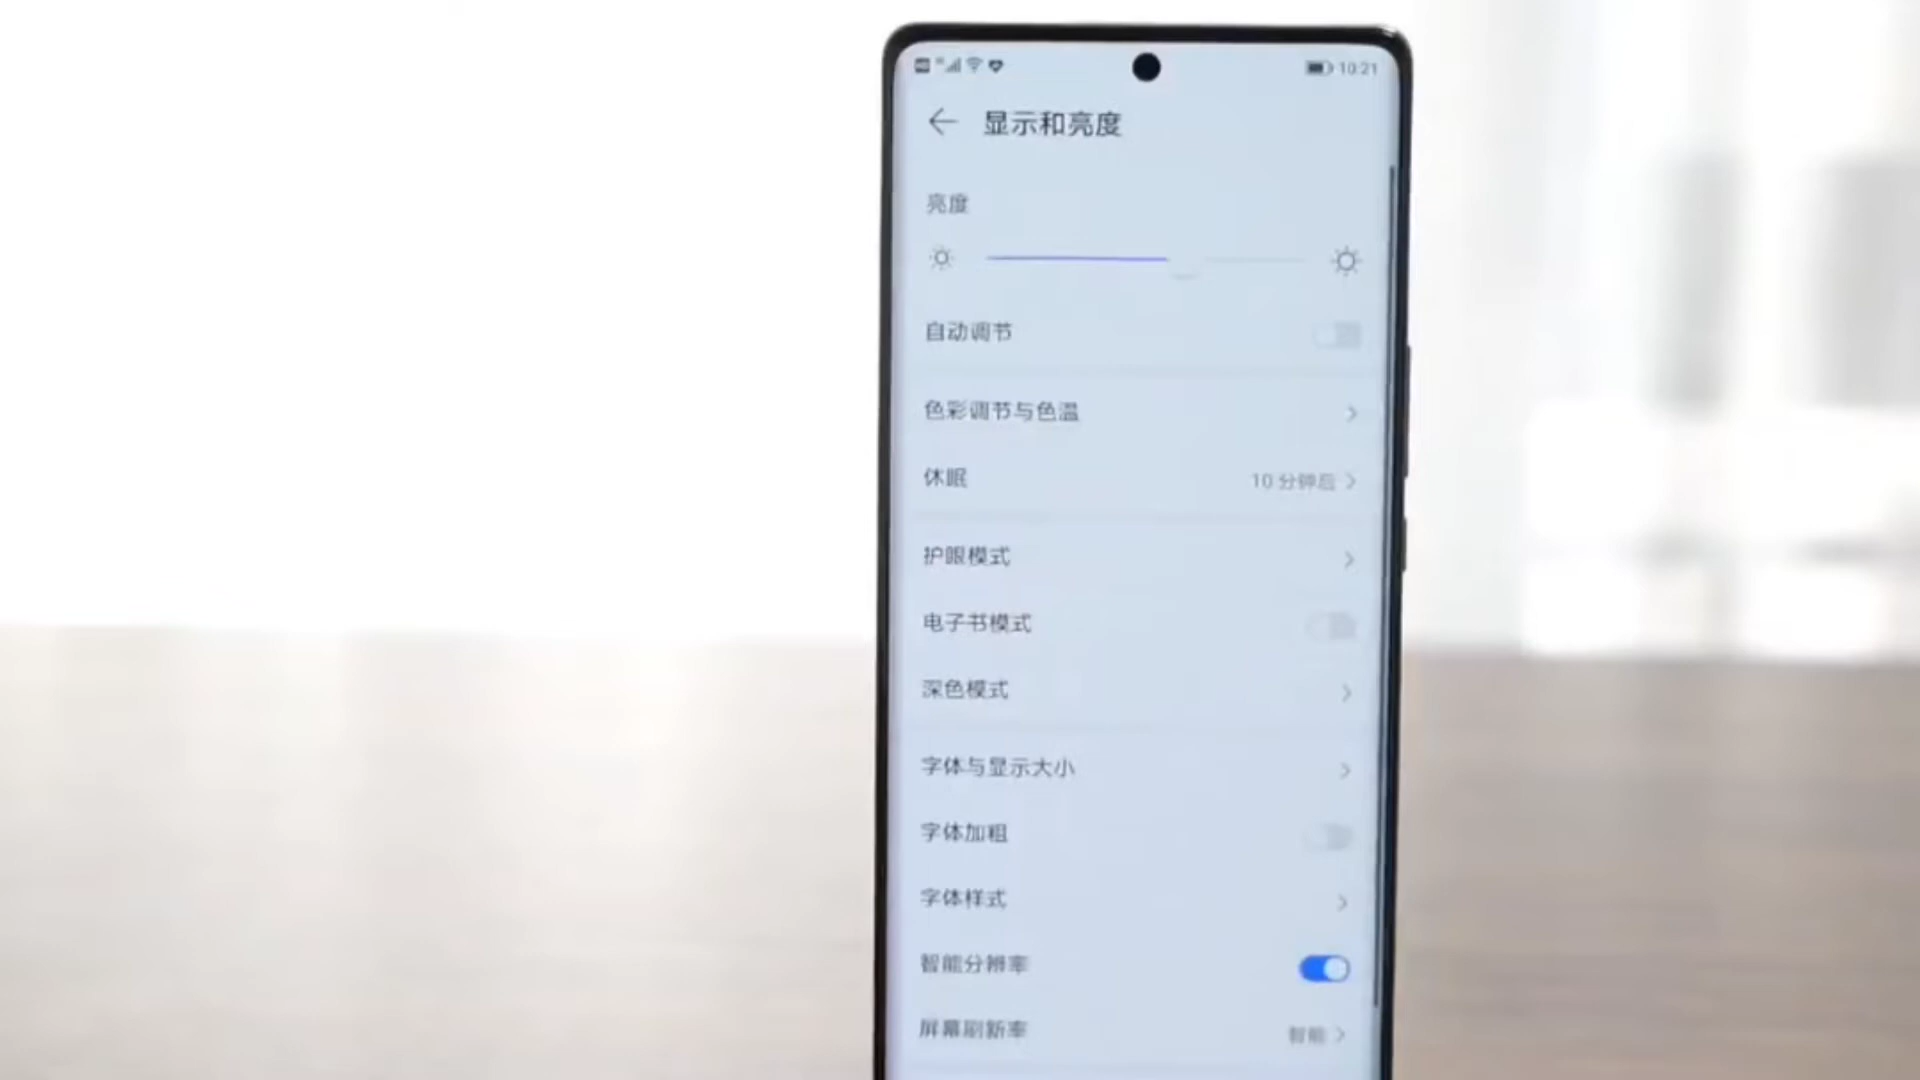 10:21
显示和亮度
亮度
自动调节
色彩调节与色温
休眠 10 分钟后
护眼模式
电子书模式
深色模式
字体与显示大小
字体加粗
字体样式
智能分辨率
屏幕刷新率 智能